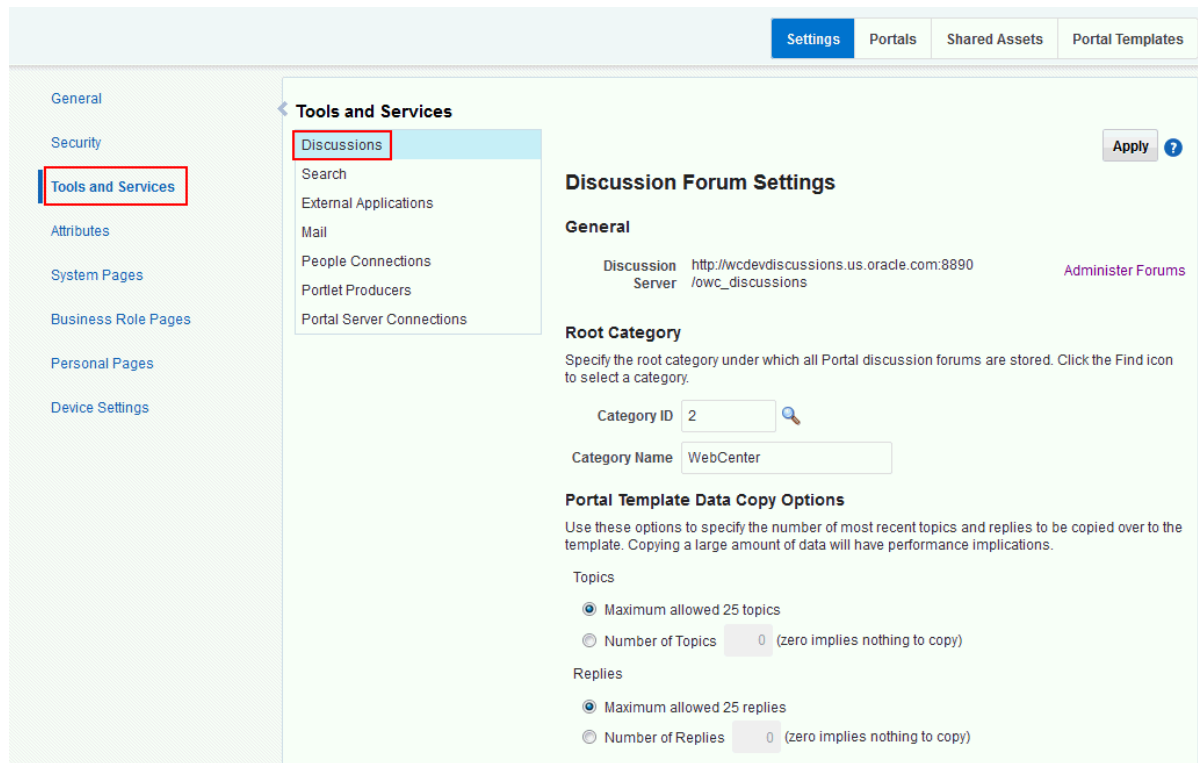 Settings Portals Shared Assets Portal Templates
General
Security
Tools and Services
Attributes
System Pages
Business Role Pages
Personal Pages
Device Settings
Tools and Services
Discussions
Search
External Applications
Mail
People Connections
Portlet Producers
Portal Server Connections
Apply ?
Discussion Forum Settings
General
Discussion http://wcdevdiscussions.us.oracle.com:8890 Administer Forums
Server /owc_discussions
Root Category
Specify the root category under which all Portal discussion forums are stored. Click the Find icon
to select a category.
Category ID 2
Category Name WebCenter
Portal Template Data Copy Options
Use these options to specify the number of most recent topics and replies to be copied over to the
template. Copying a large amount of data will have performance implications.
Topics
Maximum allowed 25 topics
Number of Topics 0 (zero implies nothing to copy)
Replies
Maximum allowed 25 replies
Number of Replies 0 (zero implies nothing to copy)